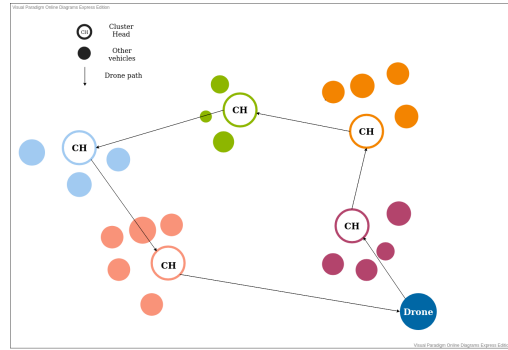 Visual Paradigm Online Diagrams Express Edition
CH
Cluster
Head
Other
vehicles
Drone path
CH
CH
CH
CH
CH
Drone
Visual Paradigm Online Diagrams Express Edition